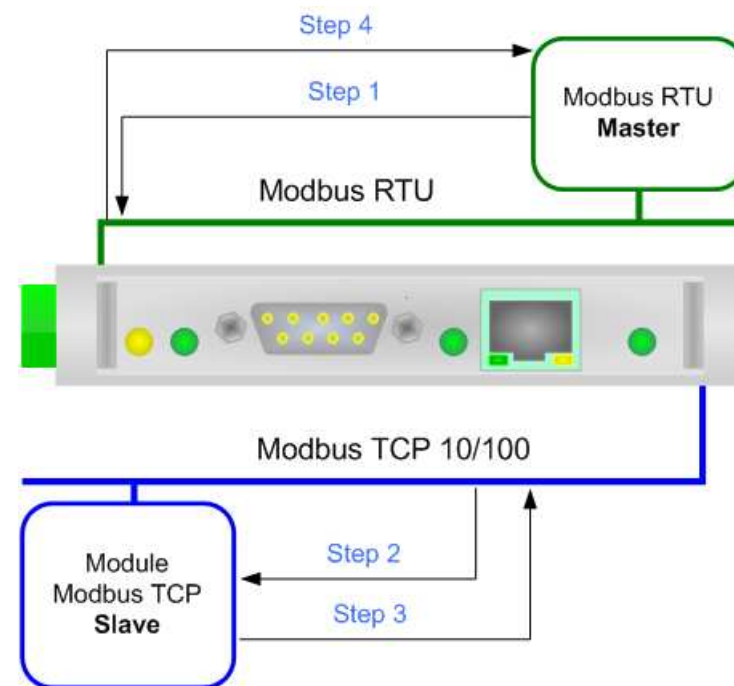 Step 4
Step 1
Modbus RTU
Master
Modbus RTU
Modbus TCP 10/100
Step 2
Module
Modbus TCP
Slave
Step 3